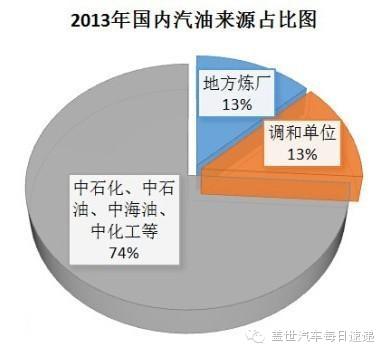 2013年国内汽油来源占比图
地方炼厂
13%
调和单位
13%
中石化、中石
油、中海油、
中化工等
74%
盖世汽车每日速递